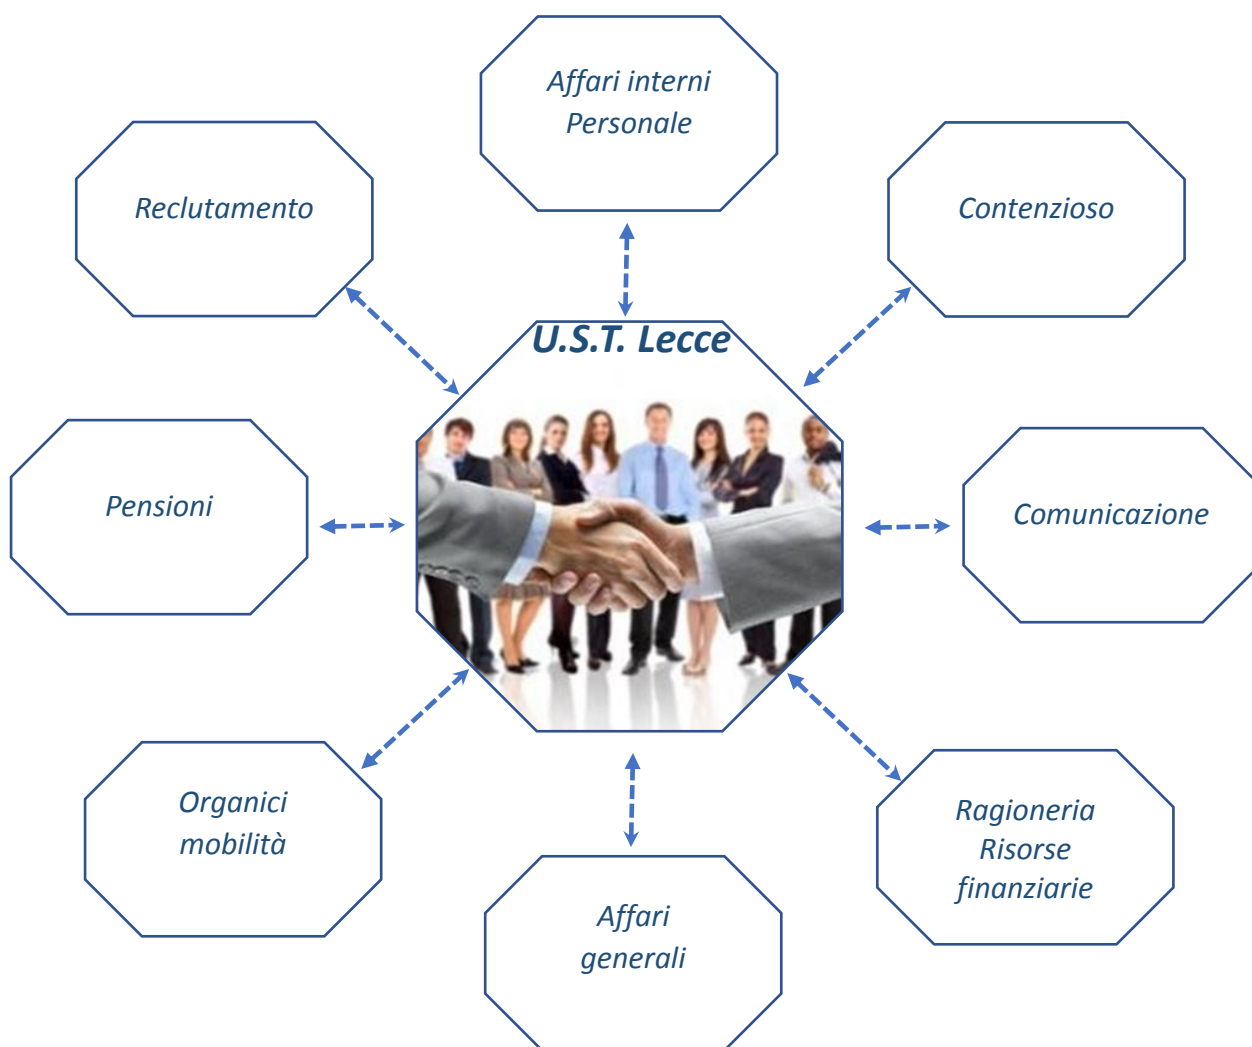 Affari interni
Personale
Reclutamento
Contenzioso
U.S.T. Lecce
Pensioni
Comunicazione
Organici
mobilità
Ragioneria
Risorse
finanziarie
Affari
generali